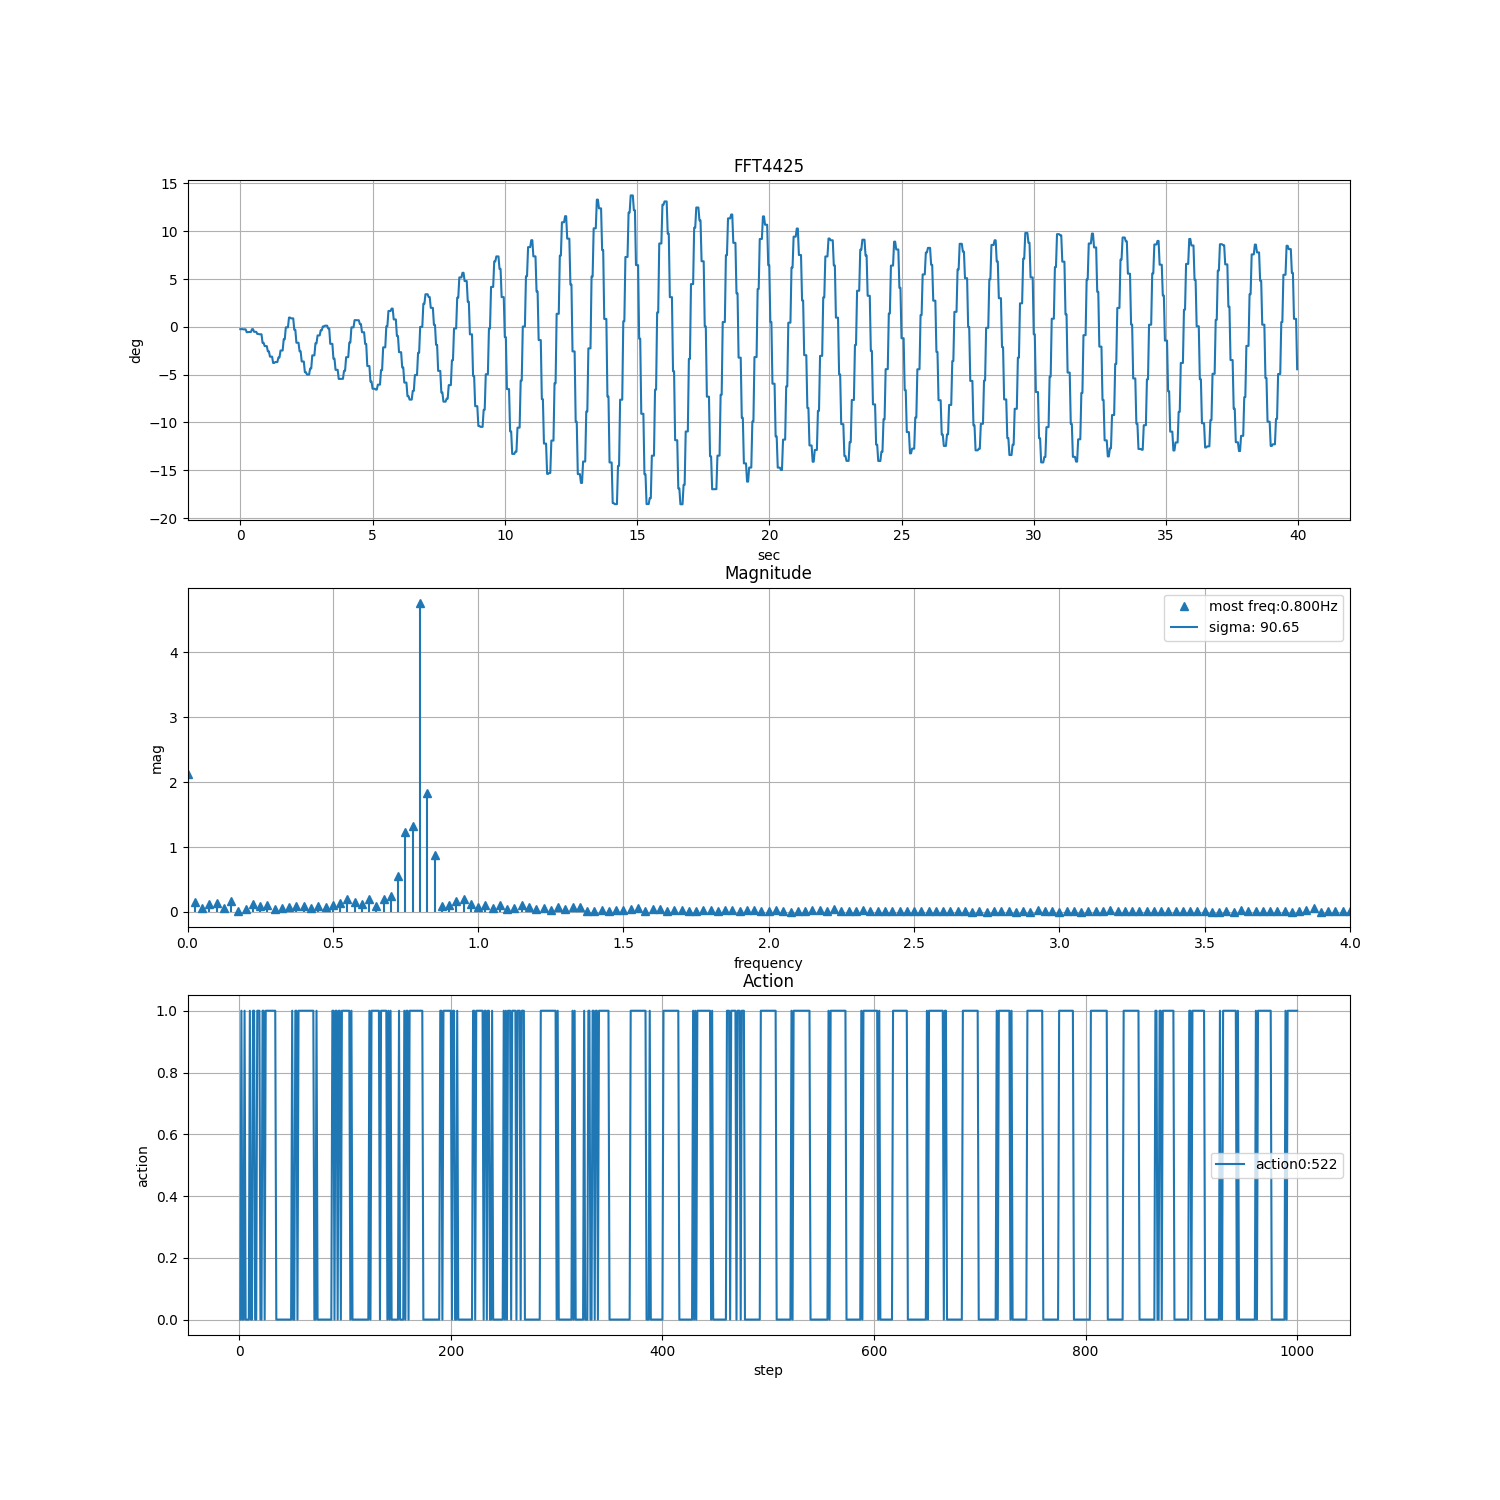 FFT4425
15
10
5
0
−5
−10
−15
−20
deg
0 5 10 15 20 25 30 35 40
sec
Magnitude
most freq:0.800Hz
sigma: 90.65
4
3
2
1
0
mag
0.0 0.5 1.0 1.5 2.0 2.5 3.0 3.5 4.0
frequency
Action
1.0
0.8
0.6
0.4
0.2
0.0
action
action0:522
0 200 400 600 800 1000
step